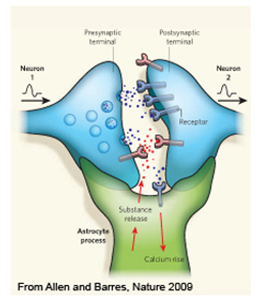 Presynaptic
terminal
Postsynaptic
terminal
Neuron
1
Neuron
2
Receptor
Substance
release
Astrocyte
process
Calcium rise
From Allen and Barres, Nature 2009